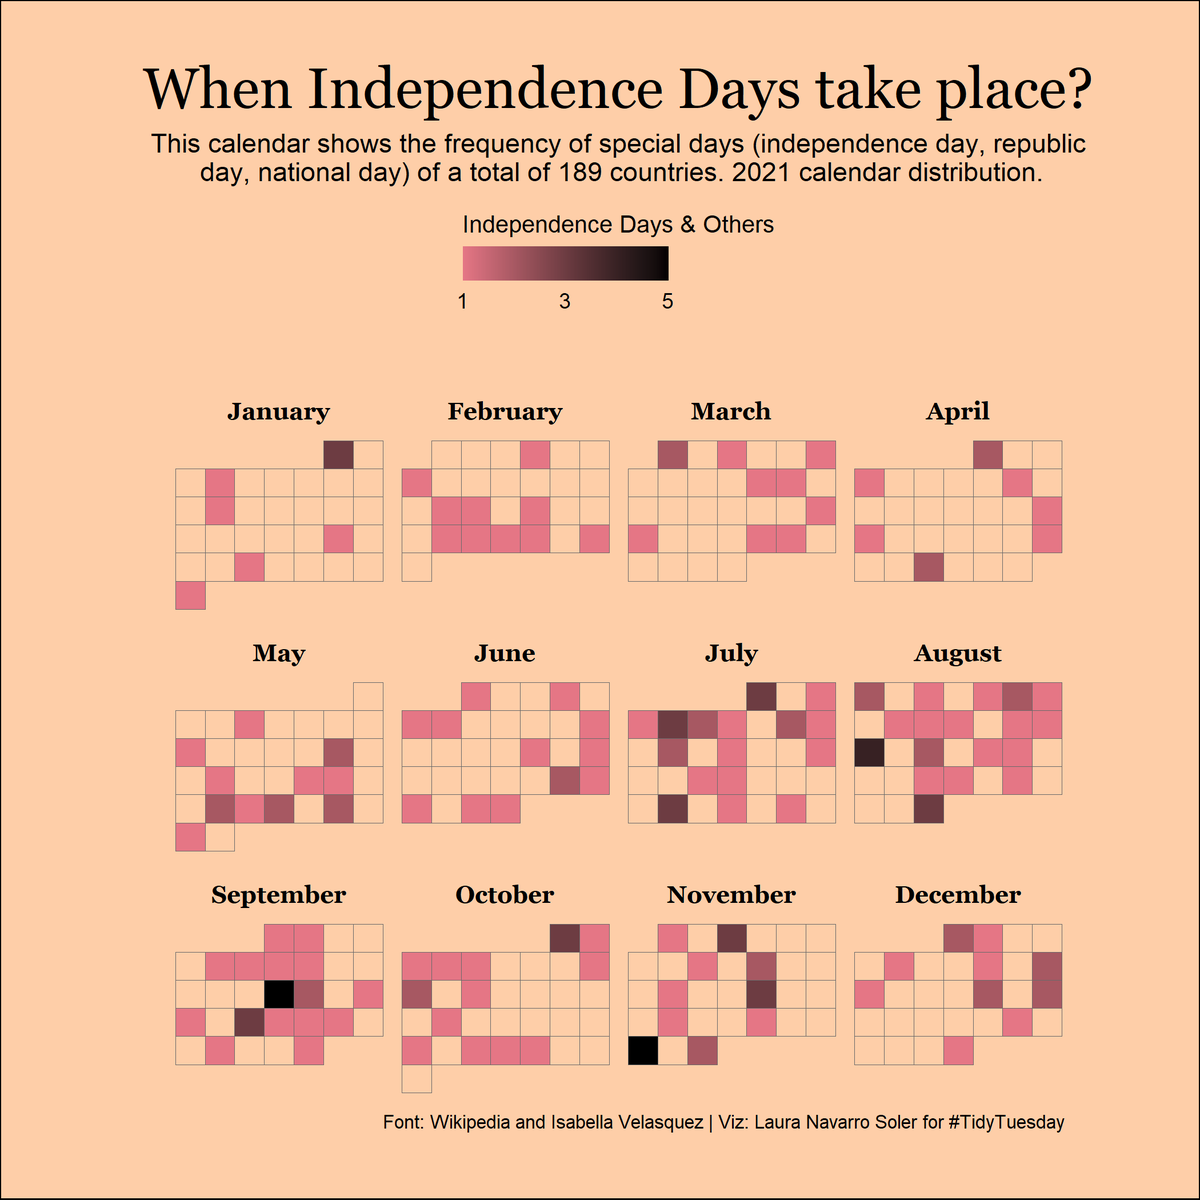 When Independence Days take place?
This calendar shows the frequency of special days (independence day, republic
day, national day) of a total of 189 countries. 2021 calendar distribution.
Independence Days & Others
1 3 5
January February March April
May June July August
September October November December
Font: Wikipedia and Isabella Velasquez | Viz: Laura Navarro Soler for #TidyTuesday